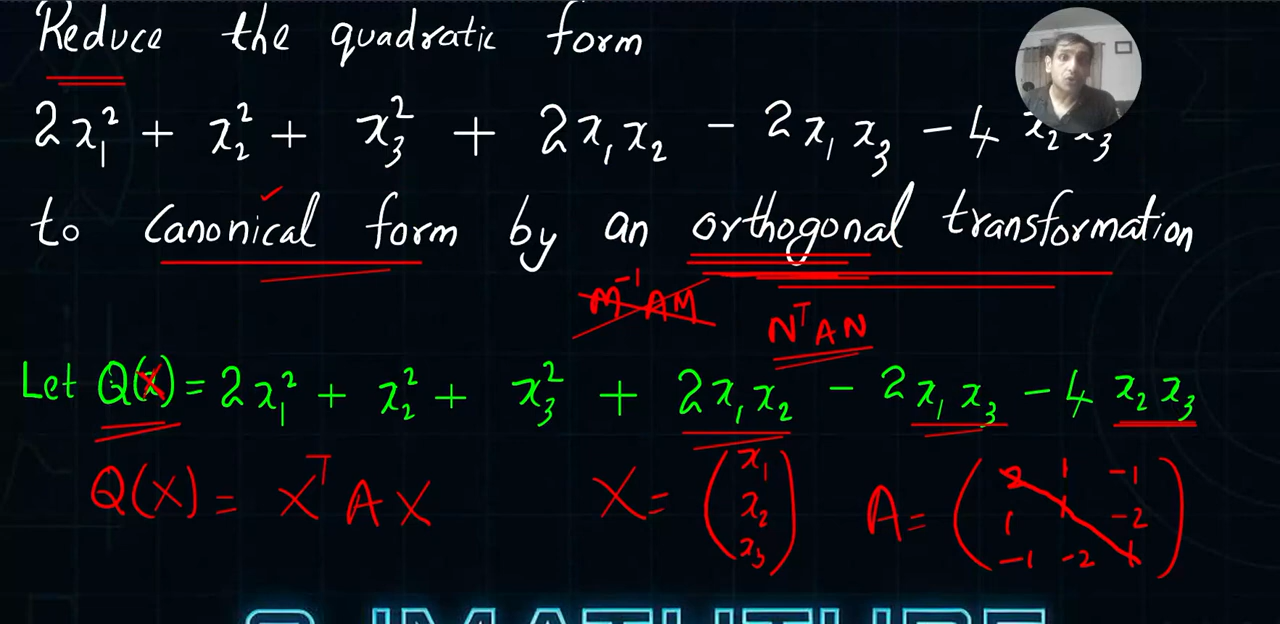 Reduce the quadratic form
2x₁² + x₂² + x₃² + 2x₁x₂ - 2x₁x₃ - 4x₂x₃
to canonical form by an orthogonal transformation
M⁻¹AM
NᵀAN
Let Q(X) = 2x₁² + x₂² + x₃² + 2x₁x₂ - 2x₁x₃ - 4x₂x₃
Q(X) = XᵀAX X = (x₁ x₂ x₃) A = (2 1 -1 1 1 -2 -1 -2 1)